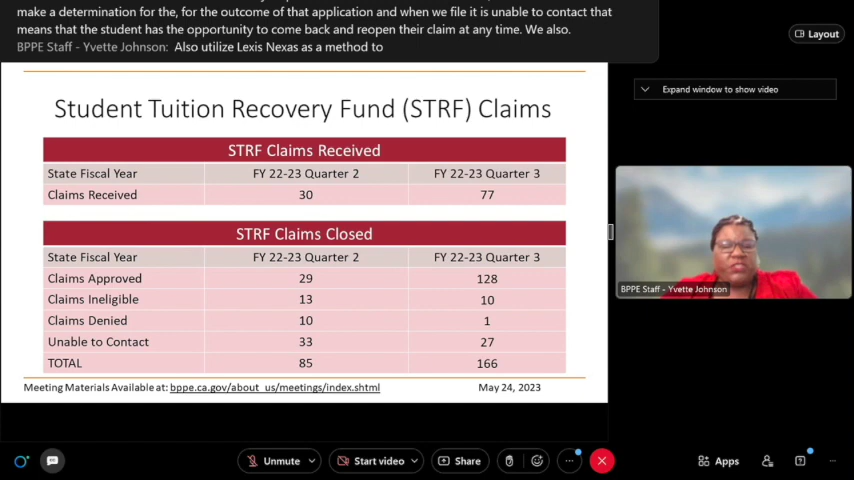 make a determination for the, for the outcome of that application and when we file it is unable to contact that
means that the student has the opportunity to come back and reopen their claim at any time. We also.
BPPE Staff - Yvette Johnson: Also utilize Lexis Nexas as a method to
Layout
Expand window to show video
Student Tuition Recovery Fund (STRF) Claims
STRF Claims Received
State Fiscal Year FY 22-23 Quarter 2 FY 22-23 Quarter 3
Claims Received 30 77
STRF Claims Closed
State Fiscal Year FY 22-23 Quarter 2 FY 22-23 Quarter 3
Claims Approved 29 128
Claims Ineligible 13 10
Claims Denied 10 1
Unable to Contact 33 27
TOTAL 85 166
BPPE Staff - Yvette Johnson
Meeting Materials Available at: bppe.ca.gov/about_us/meetings/index.shtml May 24, 2023
Unmute Start video Share Apps